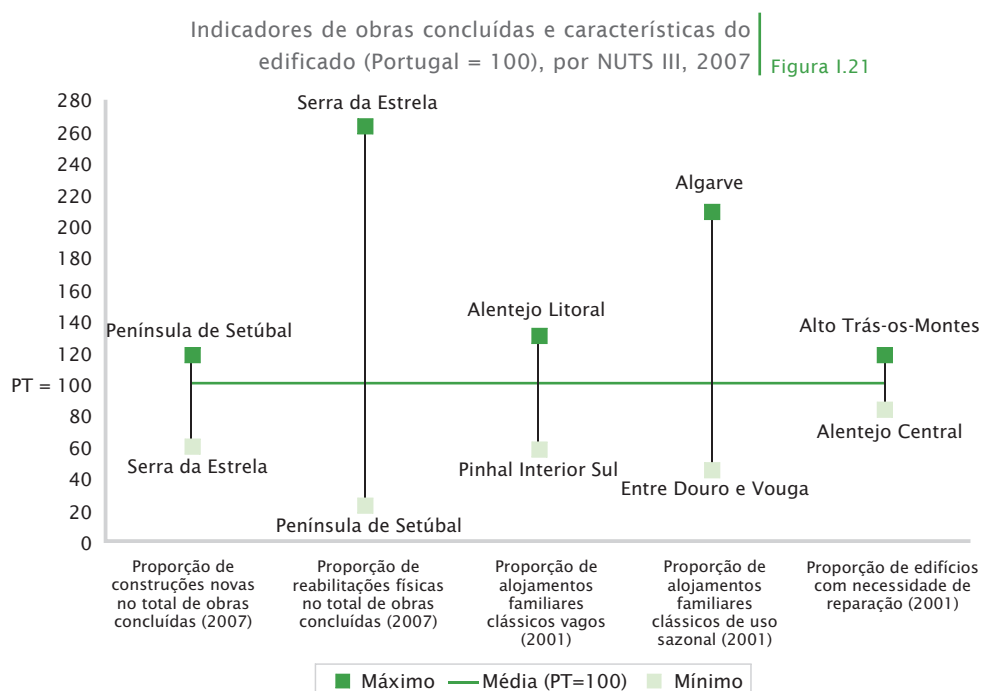 Indicadores de obras concluídas e características do
edificado (Portugal = 100), por NUTS III, 2007
Figura I.21
280
260
240
220
200
180
160
140
120
PT = 100
80
60
40
20
0
Península de Setúbal
Serra da Estrela
Serra da Estrela
Península de Setúbal
Alentejo Litoral
Pinhal Interior Sul
Algarve
Entre Douro e Vouga
Alto Trás-os-Montes
Alentejo Central
Proporção de
construções novas
no total de obras
concluídas (2007)
Proporção de
reabilitações físicas
no total de obras
concluídas (2007)
Proporção de
alojamentos
familiares
clássicos vagos
(2001)
Proporção de
alojamentos
familiares
clássicos de uso
sazonal (2001)
Proporção de edifícios
com necessidade de
reparação (2001)
Máximo Média (PT=100) Mínimo